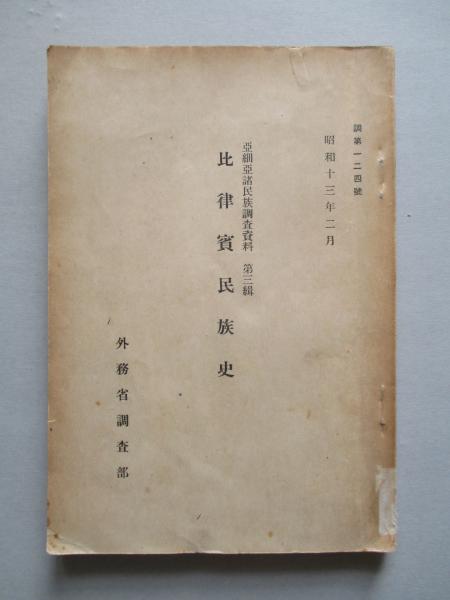 調第一二四號
昭和十三年二月
亞細亞諸民族調查資料 第三輯
比律賓民族史
外務省調査部